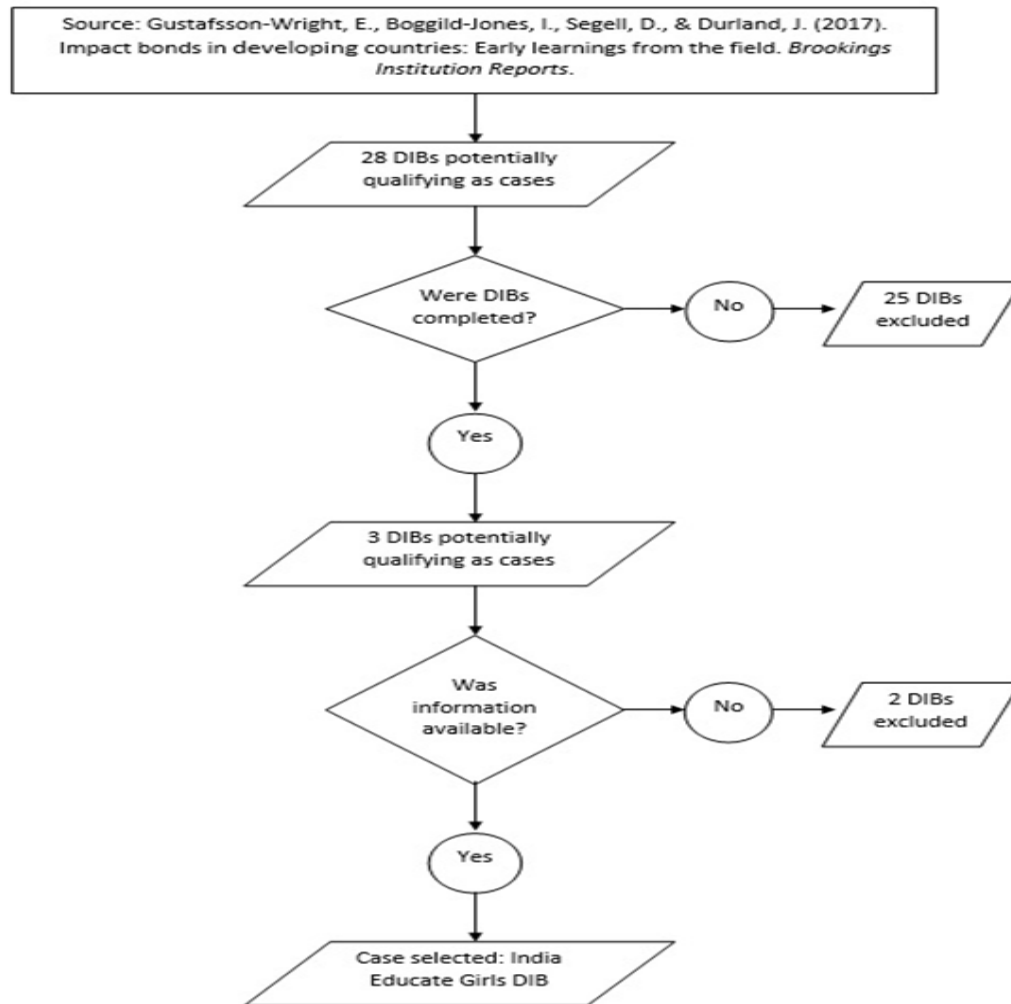 Source: Gustafsson-Wright, E., Boggild-Jones, I., Segell, D., & Durland, J. (2017).
Impact bonds in developing countries: Early learnings from the field. Brookings
Institution Reports.
28 DIBs potentially
qualifying as cases
Were DIBs
completed?
No
25 DIBs
excluded
Yes
3 DIBs potentially
qualifying as cases
Was
information
available?
No
2 DIBs
excluded
Yes
Case selected: India
Educate Girls DIB